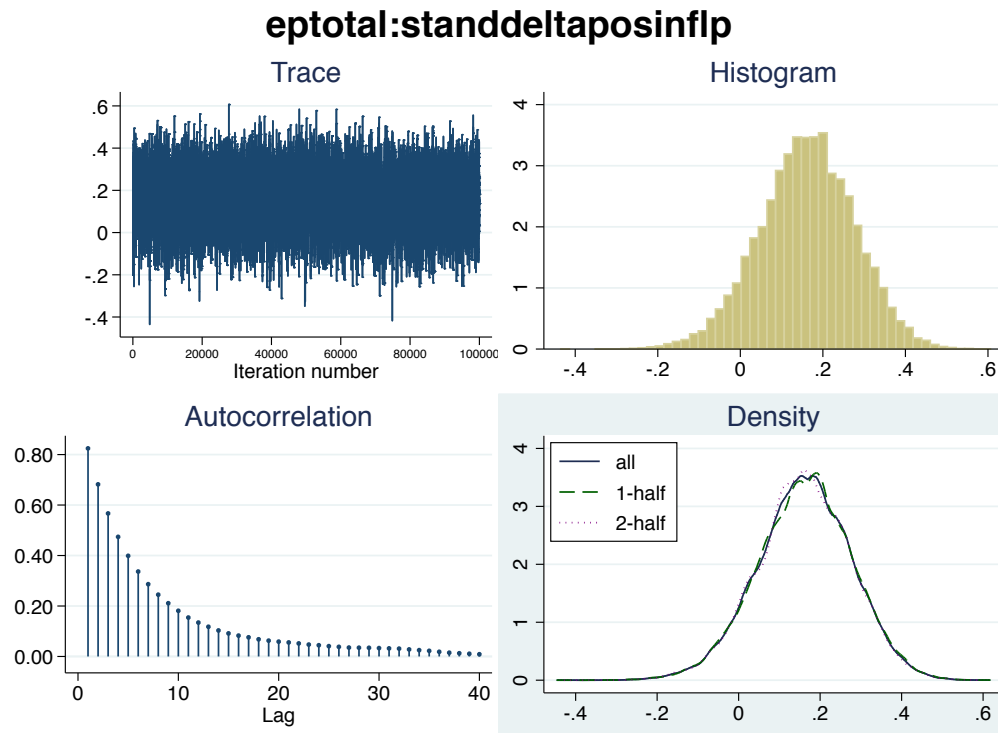 eptotal:standdeltaposinflp
Trace
.6
.4
.2
0
-.2
-.4
0 20000 40000 60000 80000 100000
Iteration number
Histogram
4
3
2
1
0
-.4 -.2 0 .2 .4 .6
Autocorrelation
0.80
0.60
0.40
0.20
0.00
0 10 20 30 40
Lag
Density
4
3
2
1
0
all
1-half
2-half
-.4 -.2 0 .2 .4 .6